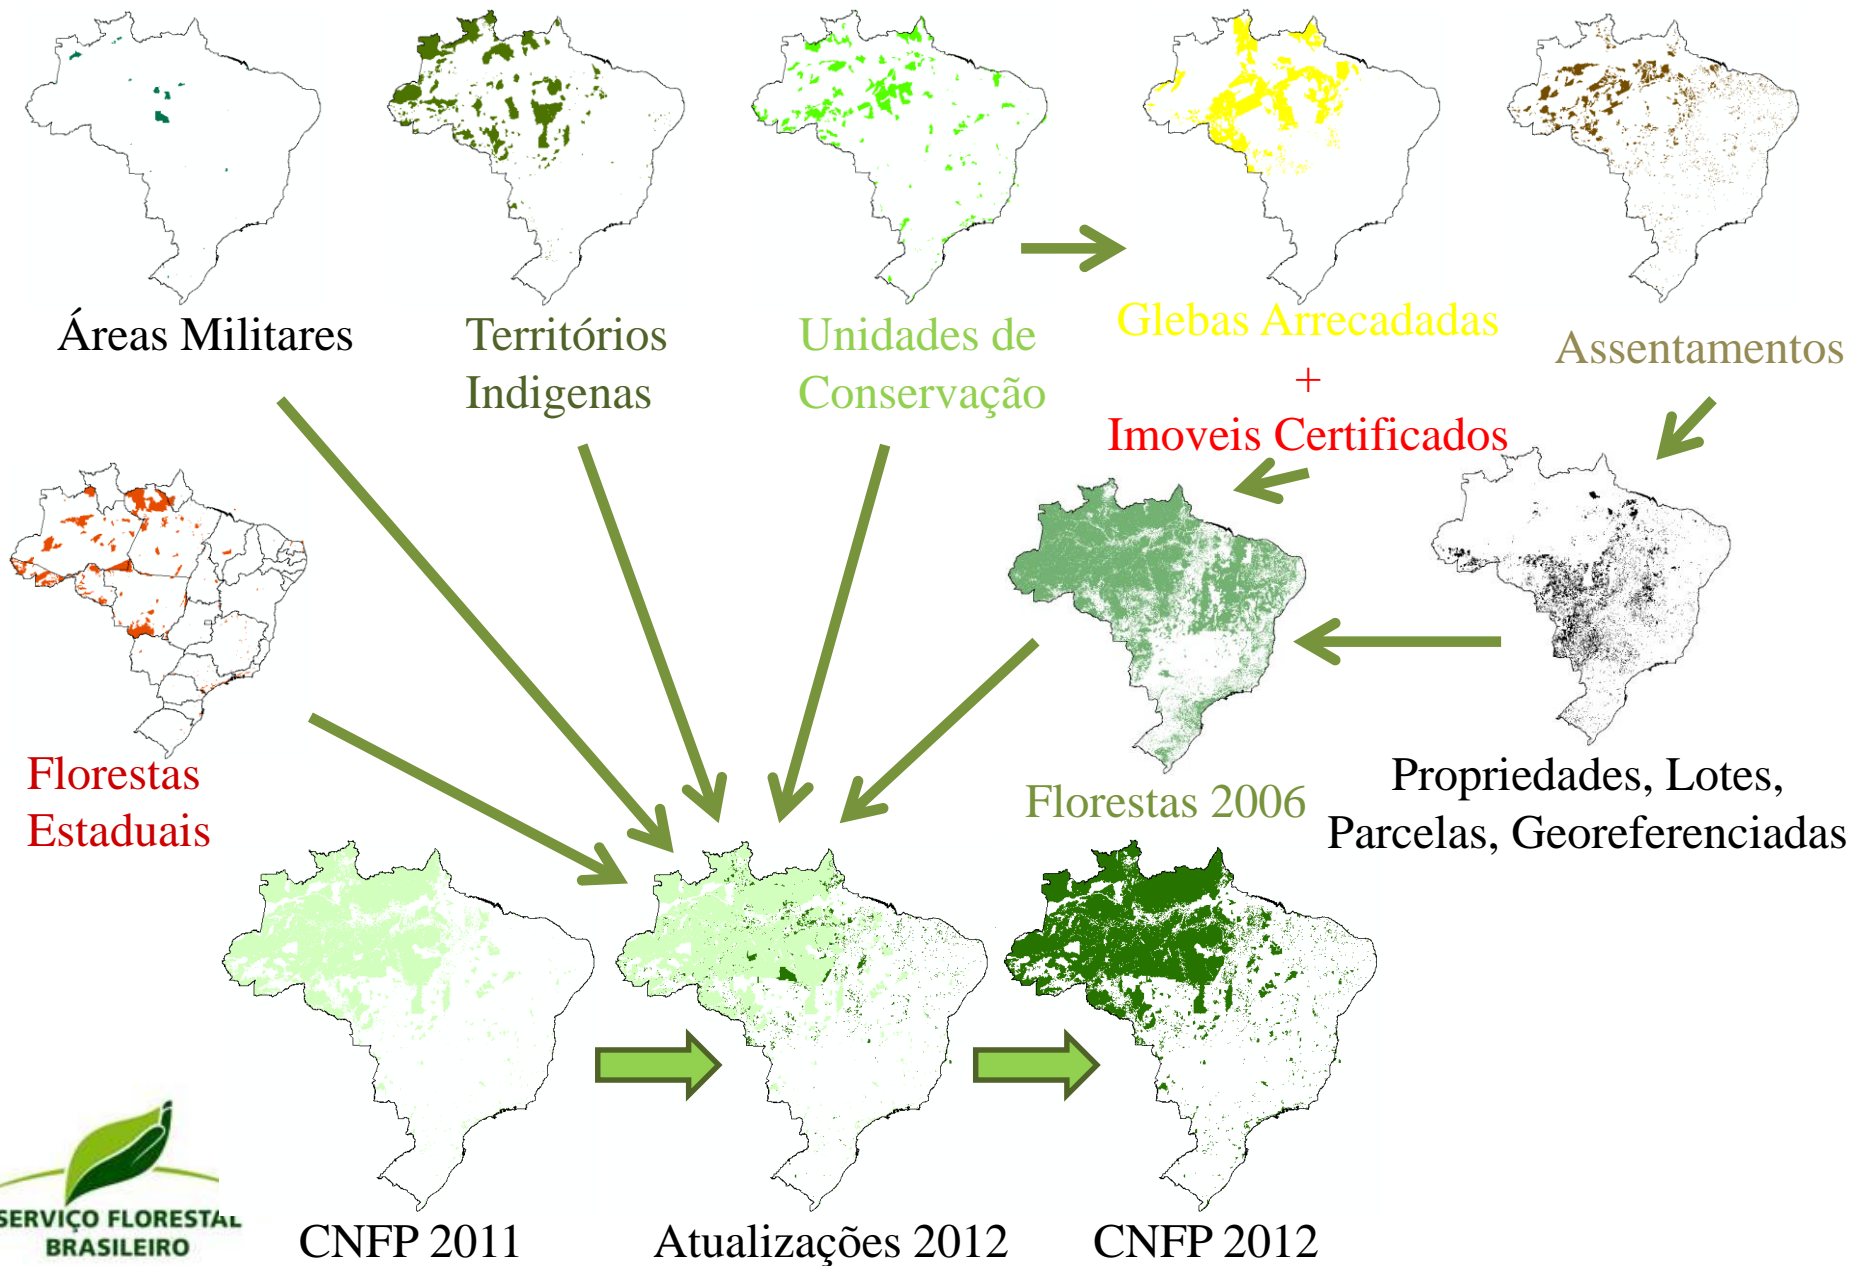 Áreas Militares
Territórios
Indigenas
Unidades de
Conservação
Glebas Arrecadadas
+
Imoveis Certificados
Assentamentos
Florestas
Estaduais
Florestas 2006
Propriedades, Lotes,
Parcelas, Georeferenciadas
SERVIÇO FLORESTAL
BRASILEIRO
CNFP 2011
Atualizações 2012
CNFP 2012